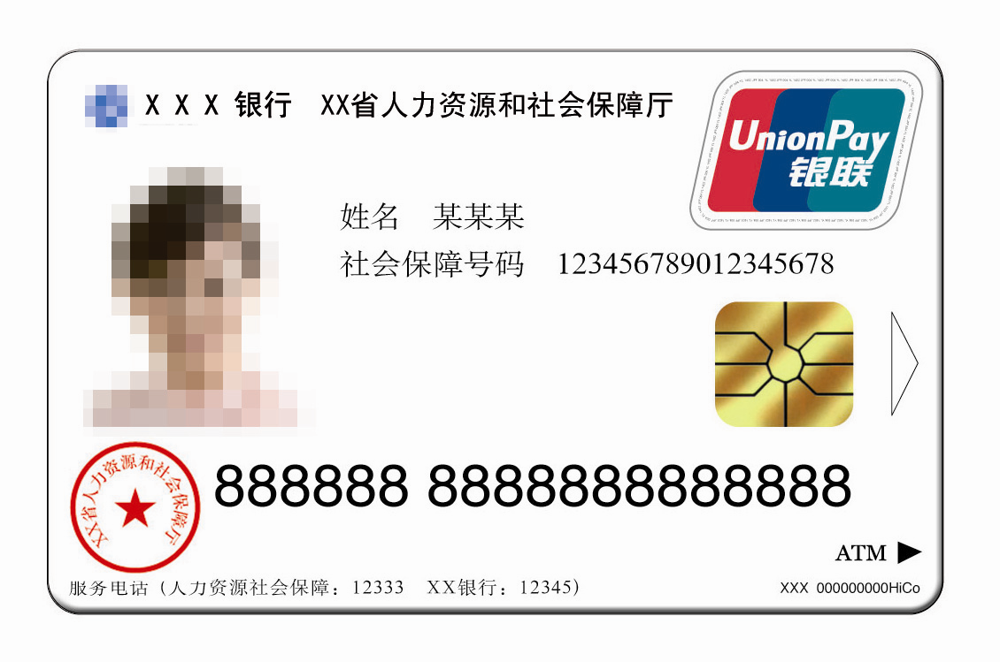 X X X 银行 XX省人力资源和社会保障厅
UnionPay
银联
姓名 某某某
社会保障号码 123456789012345678
XX省人力资源和社会保障厅
888888 8888888888888
ATM
服务电话（人力资源社会保障：12333 XX银行：12345）
XXX 000000000HiCo